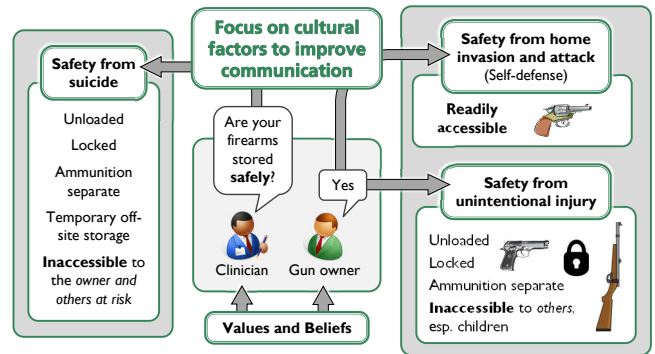 Focus on cultural
factors to improve
communication
Safety from
suicide
Unloaded
Locked
Ammunition
separate
Temporary off-
site storage
Inaccessible to
the owner and
others at risk
Are your
firearms
stored
safely?
Yes
Clinician
Gun owner
Values and Beliefs
Safety from home
invasion and attack
(Self-defense)
Readily
accessible
Safety from
unintentional injury
Unloaded
Locked
Ammunition separate
Inaccessible to others,
esp. children